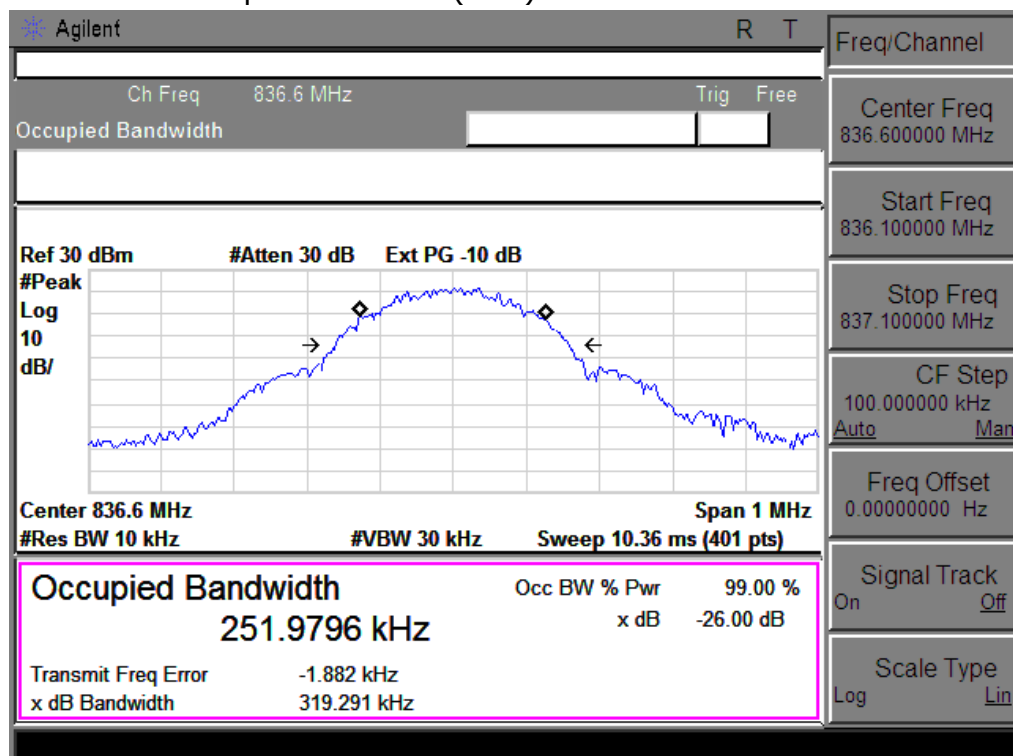 Agilent R T
Ch Freq 836.6 MHz Trig Free
Occupied Bandwidth
Ref 30 dBm #Atten 30 dB Ext PG -10 dB
#Peak
Log
10
dB/
Center 836.6 MHz Span 1 MHz
#Res BW 10 kHz #VBW 30 kHz Sweep 10.36 ms (401 pts)
Occupied Bandwidth Occ BW % Pwr 99.00 %
251.9796 kHz x dB -26.00 dB
Transmit Freq Error -1.882 kHz
x dB Bandwidth 319.291 kHz
Freq/Channel
Center Freq
836.600000 MHz
Start Freq
836.100000 MHz
Stop Freq
837.100000 MHz
CF Step
100.000000 kHz
Auto Man
Freq Offset
0.00000000 Hz
Signal Track
On Off
Scale Type
Log Lin